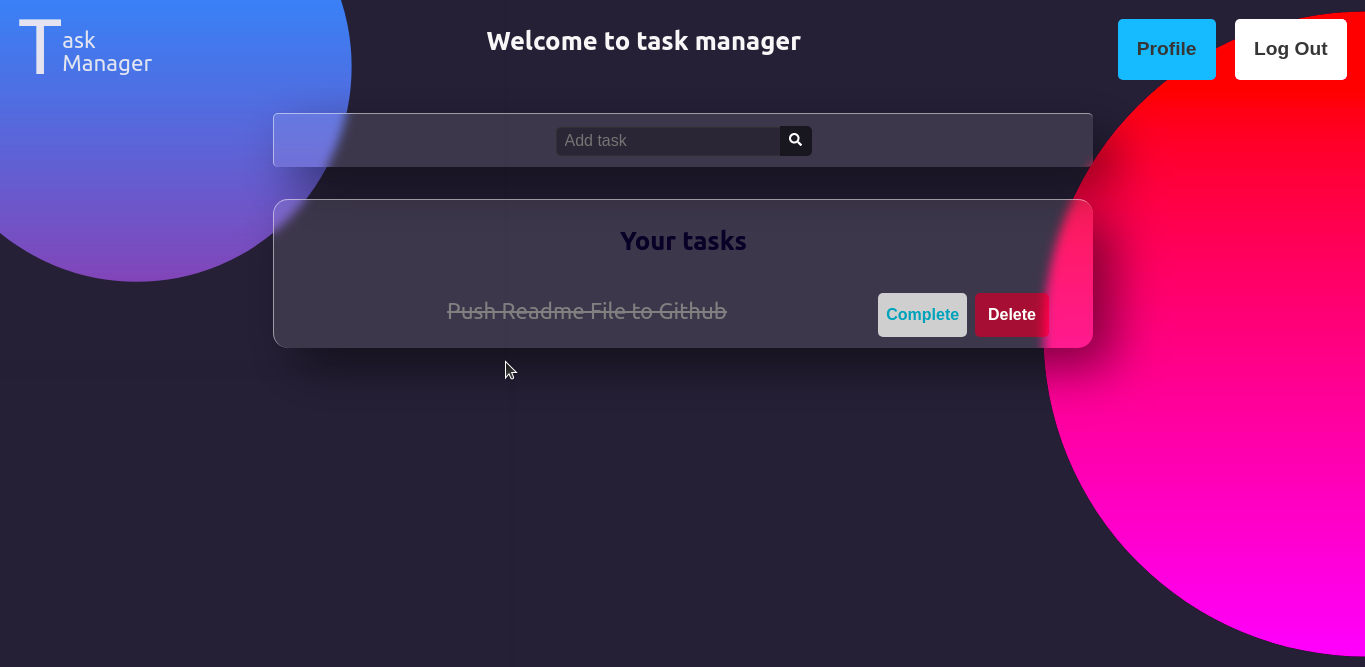 Task
Manager
Welcome to task manager
Profile
Log Out
Add task
Your tasks
Push Readme File to Github
Complete
Delete